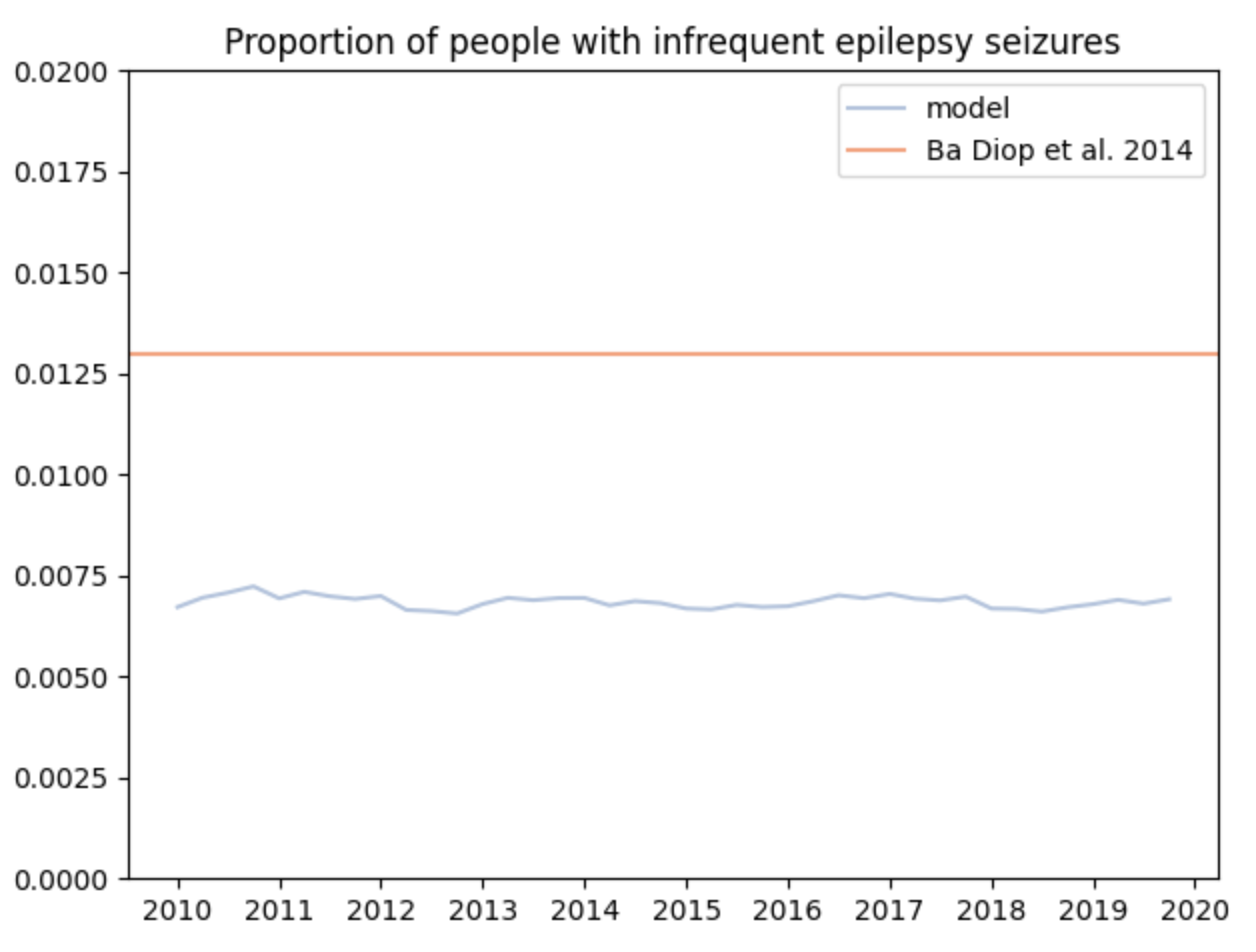 Proportion of people with infrequent epilepsy seizures
0.0200
model
Ba Diop et al. 2014
0.0175
0.0150
0.0125
0.0100
0.0075
0.0050
0.0025
0.0000
2010 2011 2012 2013 2014 2015 2016 2017 2018 2019 2020